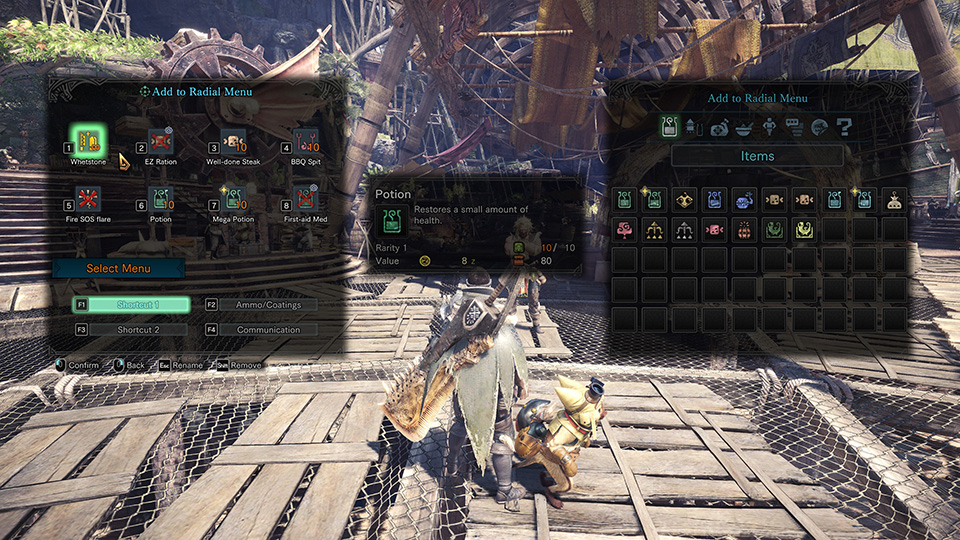 Add to Radial Menu
1 Whetstone
2 EZ Ration
3 10 Well-done Steak
4 10 BBQ Spit
5 Fire SOS flare
6 10 Potion
7 10 Mega Potion
8 First-aid Med
Select Menu
F1 Shortcut 1
F2 Ammo/Coatings
F3 Shortcut 2
F4 Communication
Confirm Back Esc Rename Remove
Potion
Restores a small amount of
health.
Rarity 1 10/ 10
Value 8 z 80
Add to Radial Menu
?
Items